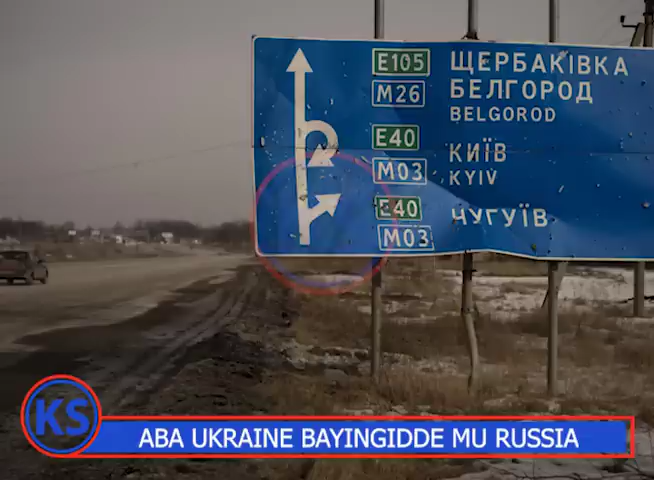 E105 ЩЕРБАКІВКА
M26 БЕЛГОРОД
BELGOROD
E40
M03 КИЇВ
KYIV
E40 ЧУГУЇВ
M03
KS ABA UKRAINE BAYINGIDDE MU RUSSIA